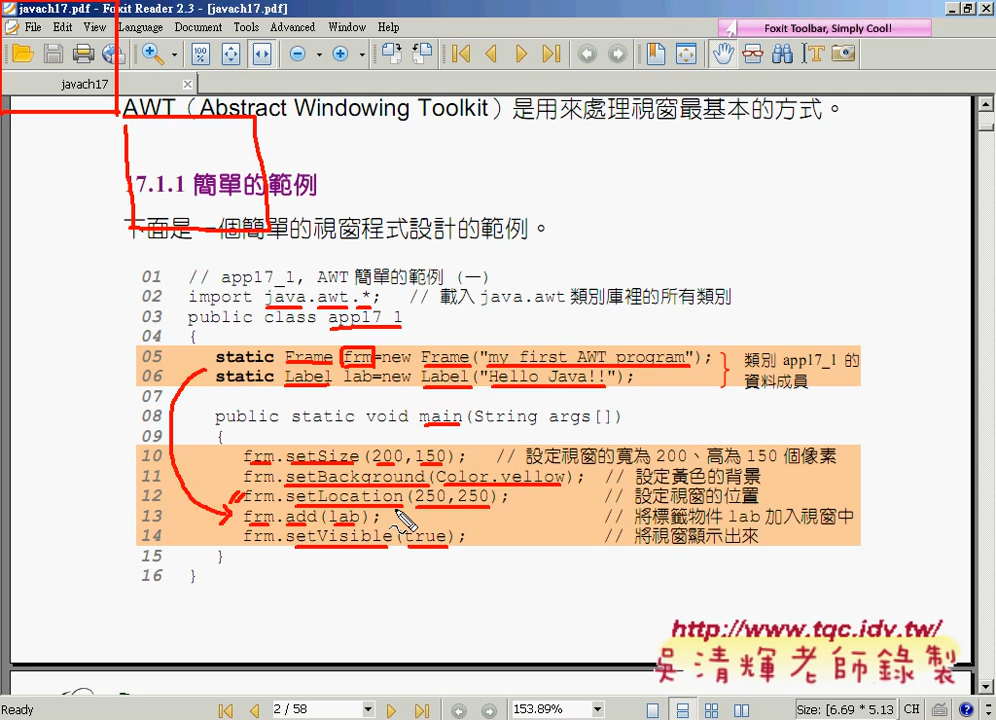 javach17.pdf - Foxit Reader 2.3 - [javach17.pdf]
File Edit View Language Document Tools Advanced Window Help
Foxit Toolbar, Simply Cool!
100 %
javach17
AWT（Abstract Windowing Toolkit）是用來處理視窗最基本的方式。
17.1.1 簡單的範例
下面是一個簡單的視窗程式設計的範例。
01 // app17_1, AWT 簡單的範例 (一)
02 import java.awt.*; // 載入 java.awt 類別庫裡的所有類別
03 public class app17_1
04 {
05 static Frame frm=new Frame("my first AWT program");
06 static Label lab=new Label("Hello Java!!");
類別 app17_1 的
資料成員
07
08 public static void main(String args[])
09 {
10 frm.setSize(200,150); // 設定視窗的寬為 200、高為 150 個像素
11 frm.setBackground(Color.yellow); // 設定黃色的背景
12 frm.setLocation(250,250); // 設定視窗的位置
13 frm.add(lab); // 將標籤物件 lab 加入視窗中
14 frm.setVisible(true); // 將視窗顯示出來
15 }
16 }
http://www.tqc.idv.tw/
吳清輝老師錄製
Ready 2 / 58 153.89% Size: [6.69 * 5.13 CH